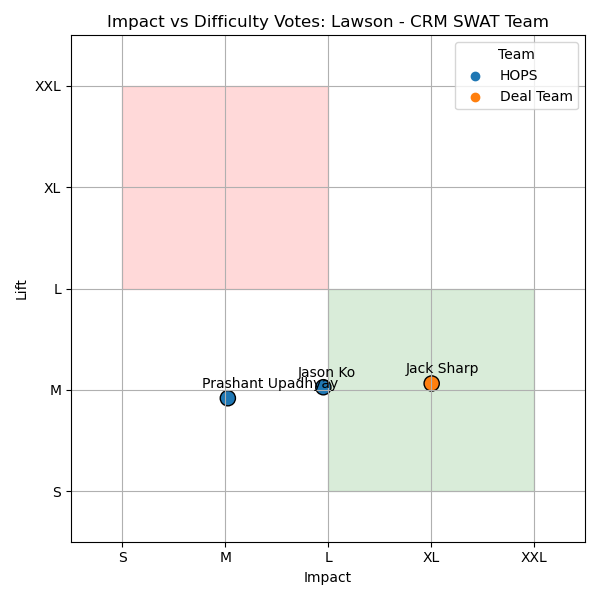 Impact vs Difficulty Votes: Lawson - CRM SWAT Team
Team
HOPS
Deal Team
XXL
XL
L
M
S
Lift
Jason Ko
Jack Sharp
Prashant Upadhyay
S
M
L
XL
XXL
Impact